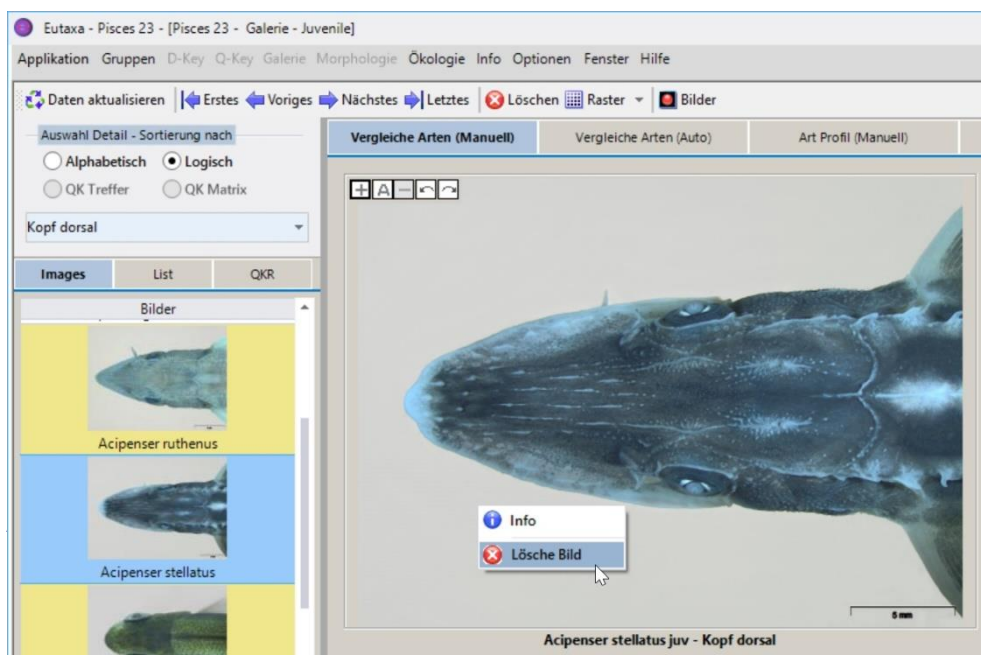 Eutaxa - Pisces 23 - [Pisces 23 - Galerie - Juvenile]
Applikation Gruppen D-Key Q-Key Galerie Morphologie Ökologie Info Optionen Fenster Hilfe
Daten aktualisieren Erstes Voriges Nächstes Letztes Löschen Raster Bilder
Auswahl Detail - Sortierung nach
Alphabetisch Logisch
QK Treffer QK Matrix
Kopf dorsal
Images List QKR
Bilder
Acipenser ruthenus
Acipenser stellatus
Vergleiche Arten (Manuell) Vergleiche Arten (Auto) Art Profil (Manuell)
A
Info
Lösche Bild
5 mm
Acipenser stellatus juv - Kopf dorsal